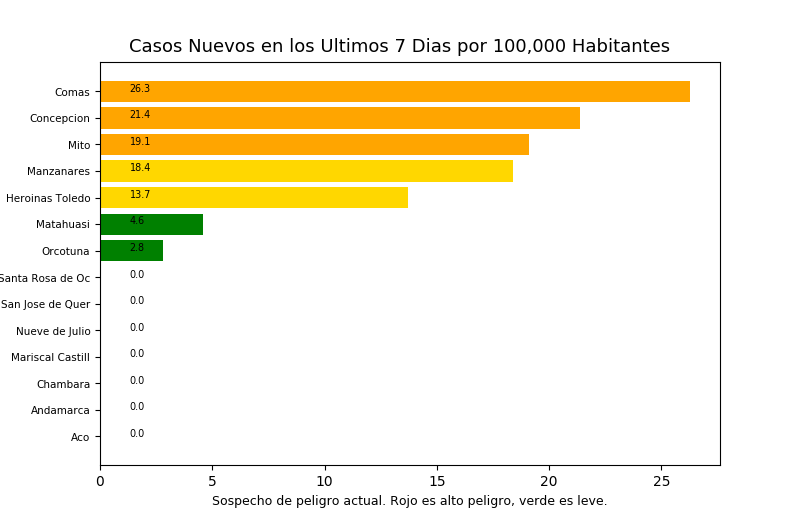 Casos Nuevos en los Ultimos 7 Dias por 100,000 Habitantes
Comas 26.3
Concepcion 21.4
Mito 19.1
Manzanares 18.4
Heroinas Toledo 13.7
Matahuasi 4.6
Orcotuna 2.8
Santa Rosa de Oc 0.0
San Jose de Quer 0.0
Nueve de Julio 0.0
Mariscal Castill 0.0
Chambara 0.0
Andamarca 0.0
Aco 0.0
0 5 10 15 20 25
Sospecho de peligro actual. Rojo es alto peligro, verde es leve.